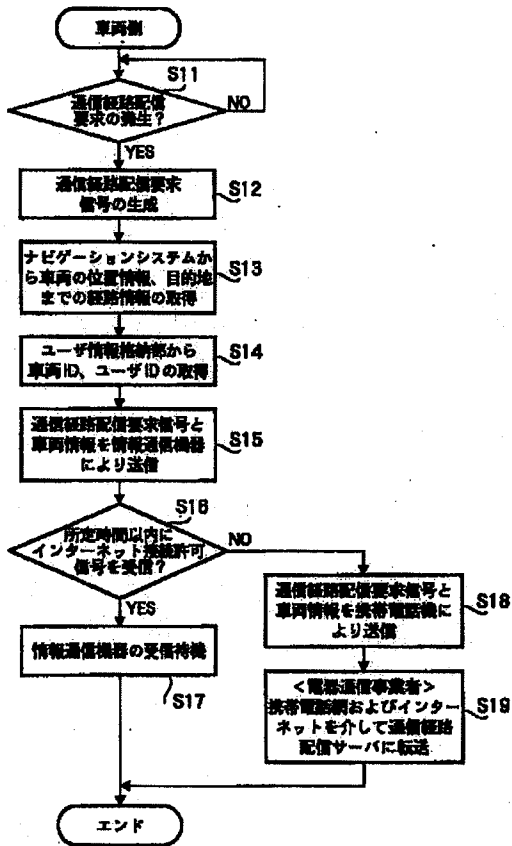 車両側
S11
通信経路配信
要求の発生？
NO
YES
通信経路配信要求
信号の生成
S12
ナビゲーションシステムか
ら車両の位置情報、目的地
までの経路情報の取得
S13
ユーザ情報格納部から
車両ID、ユーザIDの取得
S14
通信経路配信要求信号と
車両情報を情報通信機器
により送信
S15
S16
所定時間以内に
インターネット接続許可
信号を受信？
NO
YES
通信経路配信要求信号と
車両情報を携帯電話機に
より送信
S18
情報通信機器の受信待機
S17
＜電器通信事業者＞
携帯電話網およびインター
ネットを介して通信経路
配信サーバに転送
S19
エンド